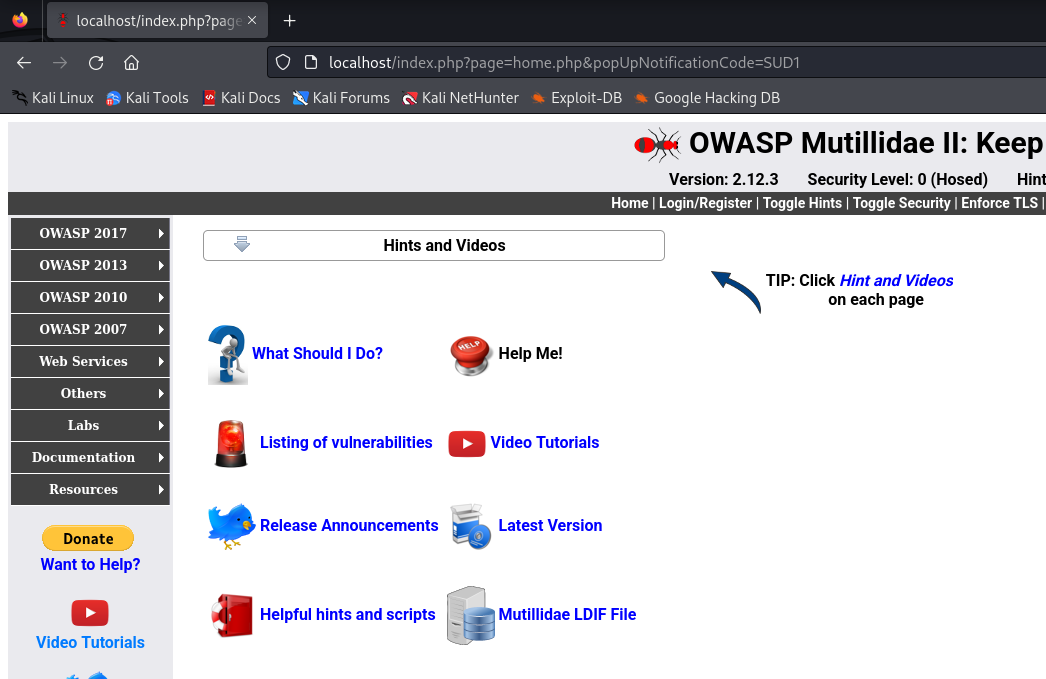 localhost/index.php?page
localhost/index.php?page=home.php&popUpNotificationCode=SUD1
Kali Linux Kali Tools Kali Docs Kali Forums Kali NetHunter Exploit-DB Google Hacking DB
OWASP Mutillidae II: Keep
Version: 2.12.3 Security Level: 0 (Hosed) Hint
Home | Login/Register | Toggle Hints | Toggle Security | Enforce TLS |
OWASP 2017
OWASP 2013
OWASP 2010
OWASP 2007
Web Services
Others
Labs
Documentation
Resources
Donate
Want to Help?
Video Tutorials
Hints and Videos
TIP: Click Hint and Videos
on each page
What Should I Do? Help Me!
HELP
Listing of vulnerabilities Video Tutorials
Release Announcements Latest Version
Helpful hints and scripts Mutillidae LDIF File